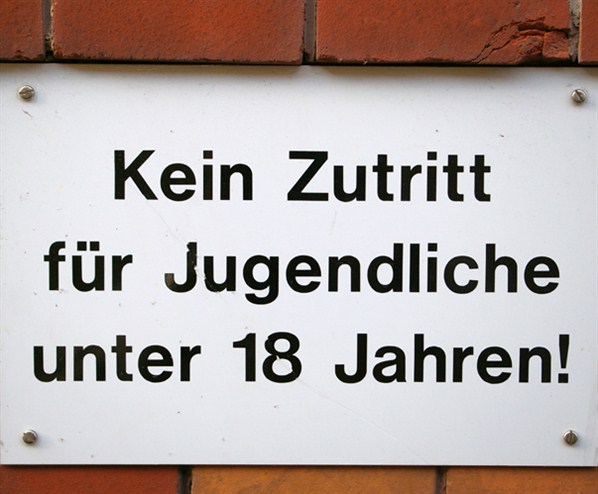 Kein Zutritt
für Jugendliche
unter 18 Jahren!